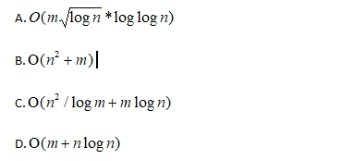 A. O(m√log n * log log n)
B. O(n² + m)|
C. O(n² / log m + m log n)
D. O(m + n log n)